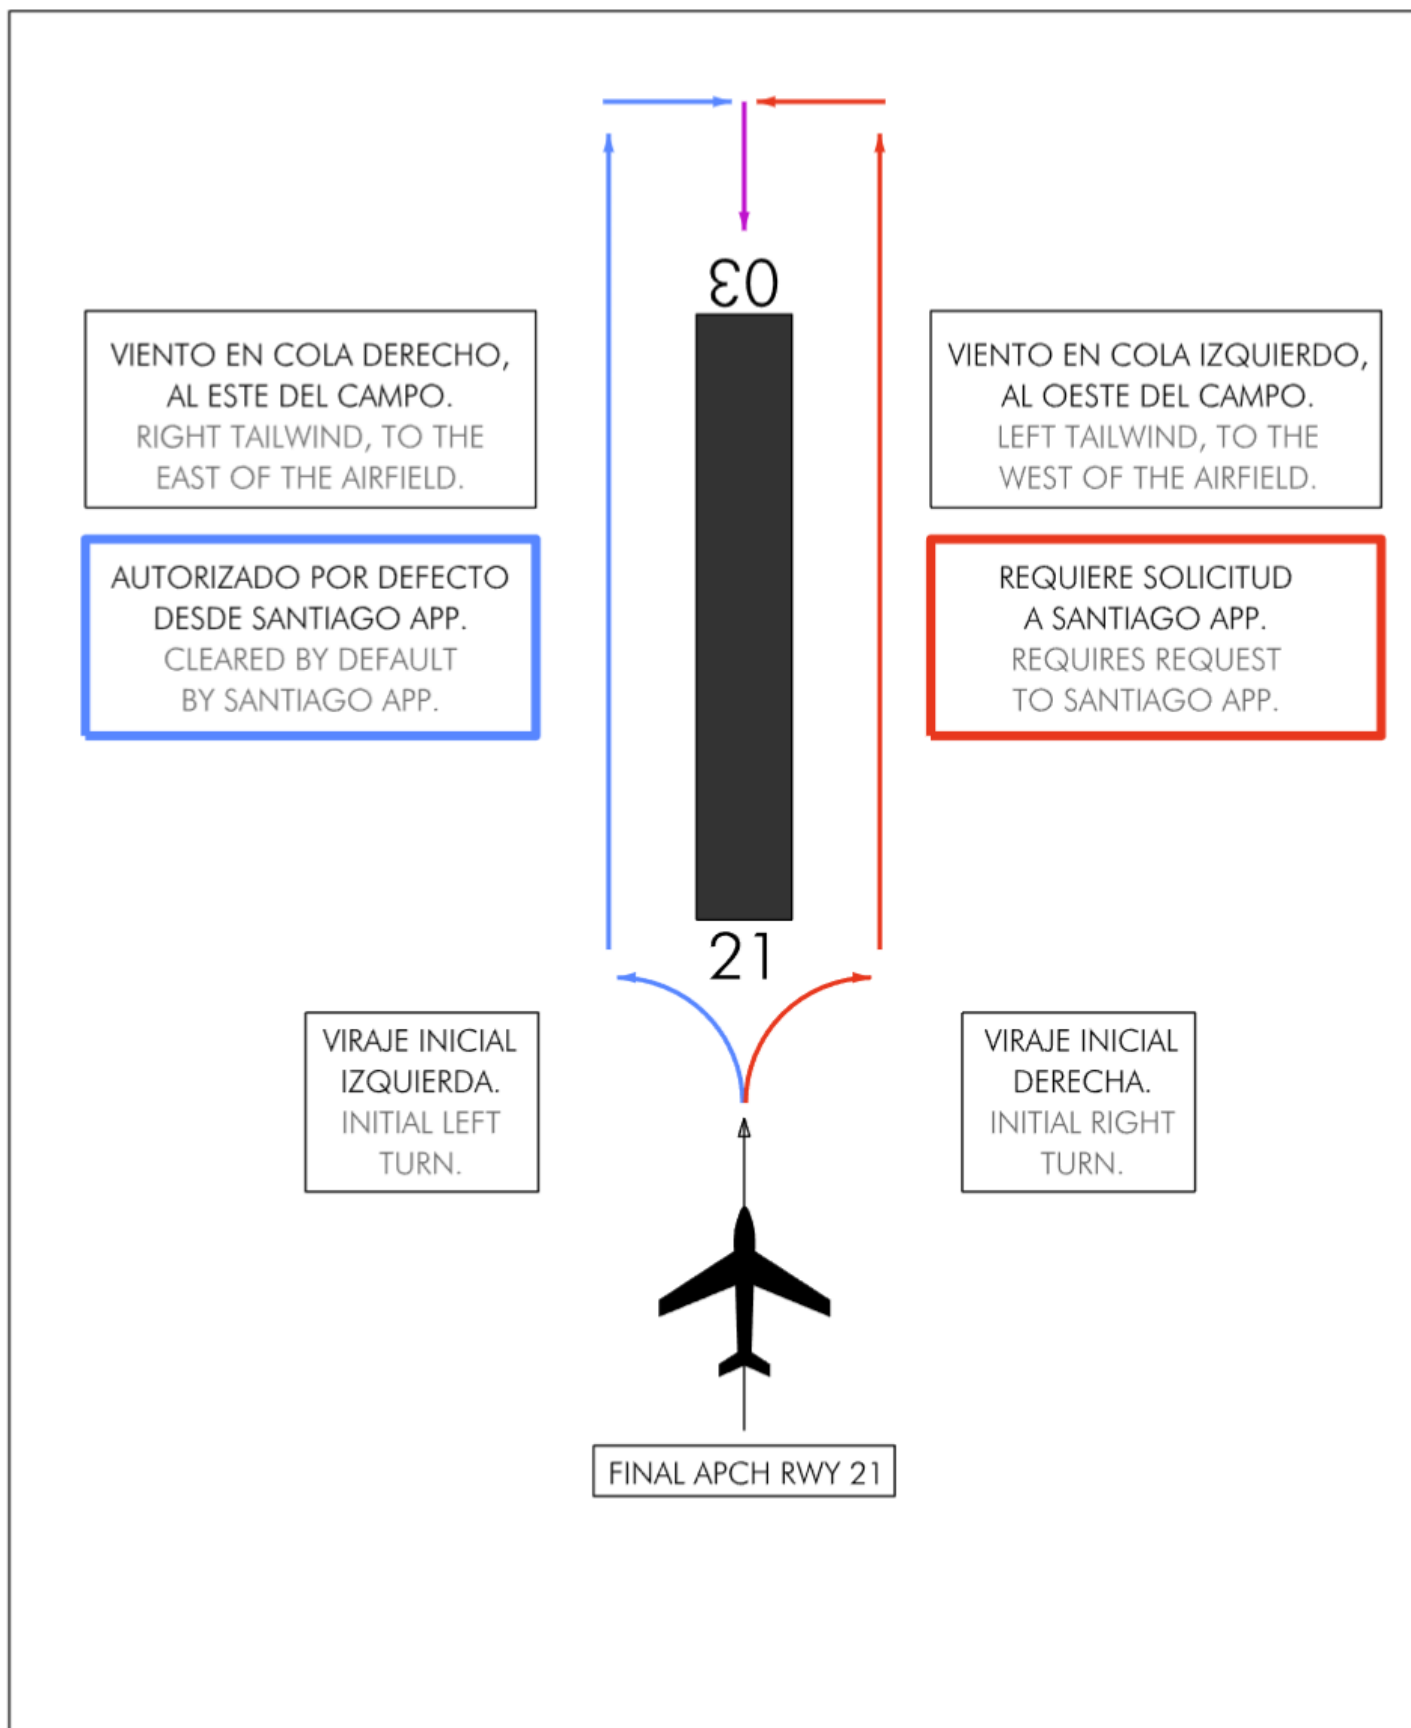 03
VIENTO EN COLA DERECHO,
AL ESTE DEL CAMPO.
RIGHT TAILWIND, TO THE
EAST OF THE AIRFIELD.
VIENTO EN COLA IZQUIERDO,
AL OESTE DEL CAMPO.
LEFT TAILWIND, TO THE
WEST OF THE AIRFIELD.
AUTORIZADO POR DEFECTO
DESDE SANTIAGO APP.
CLEARED BY DEFAULT
BY SANTIAGO APP.
REQUIERE SOLICITUD
A SANTIAGO APP.
REQUIRES REQUEST
TO SANTIAGO APP.
21
VIRAJE INICIAL
IZQUIERDA.
INITIAL LEFT
TURN.
VIRAJE INICIAL
DERECHA.
INITIAL RIGHT
TURN.
FINAL APCH RWY 21